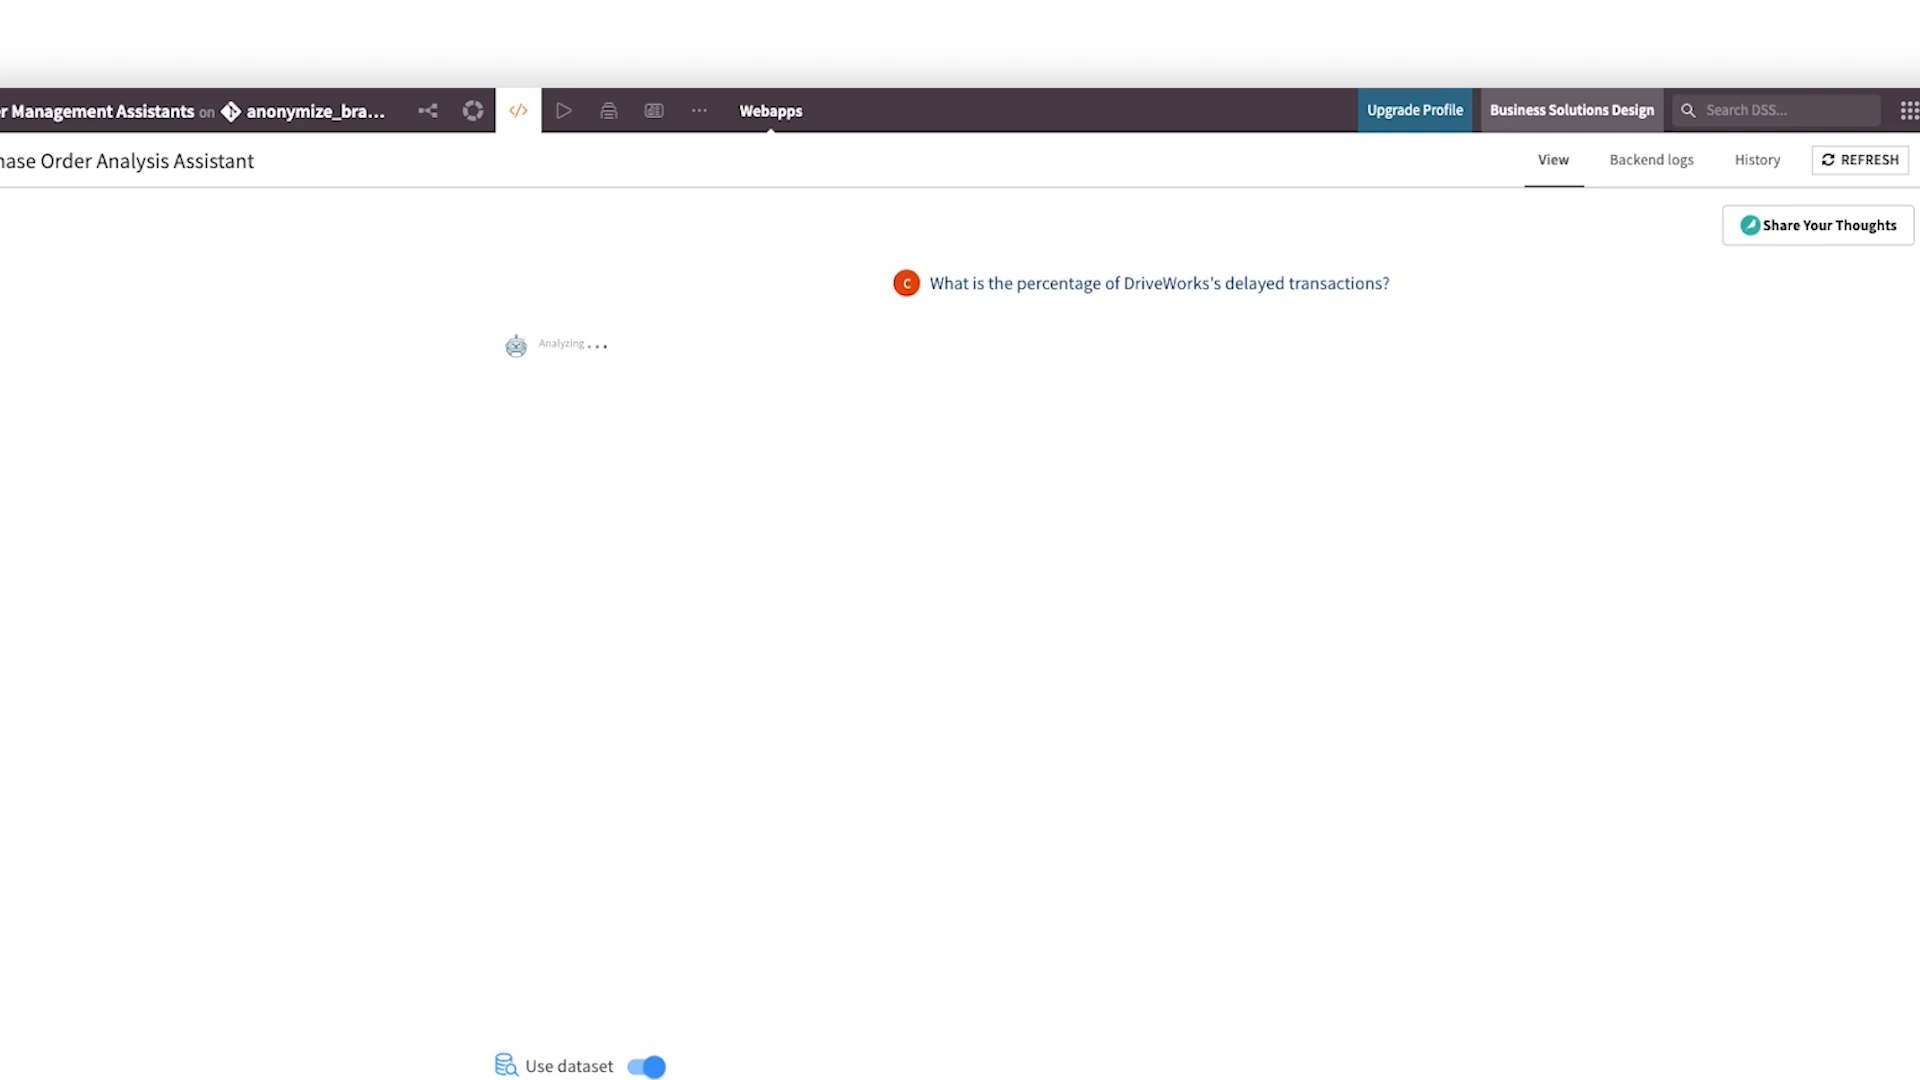 Management Assistants on anonymize_bra... Webapps Upgrade Profile Business Solutions Design Search DSS...
Order Analysis Assistant View Backend logs History REFRESH
Share Your Thoughts
C What is the percentage of DriveWorks's delayed transactions?
Analyzing ...
Use dataset